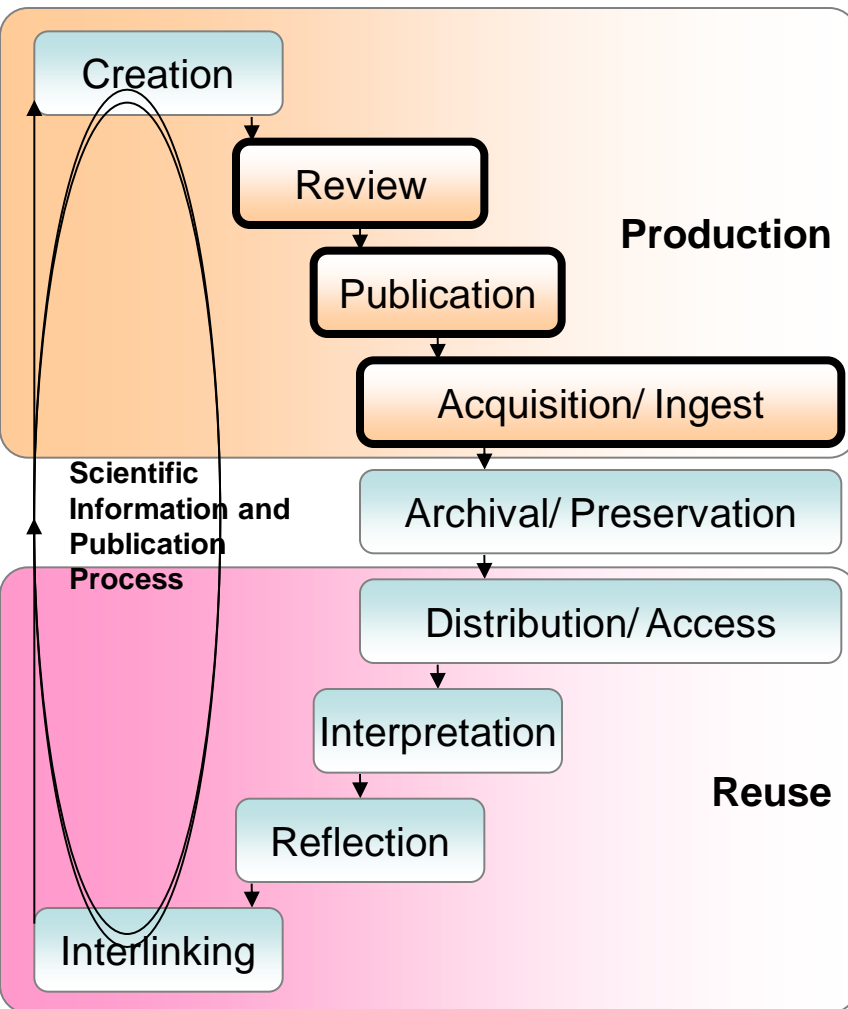 Creation
Review
Production
Publication
Acquisition/ Ingest
Scientific
Information and
Publication
Process
Archival/ Preservation
Distribution/ Access
Interpretation
Reuse
Reflection
Interlinking